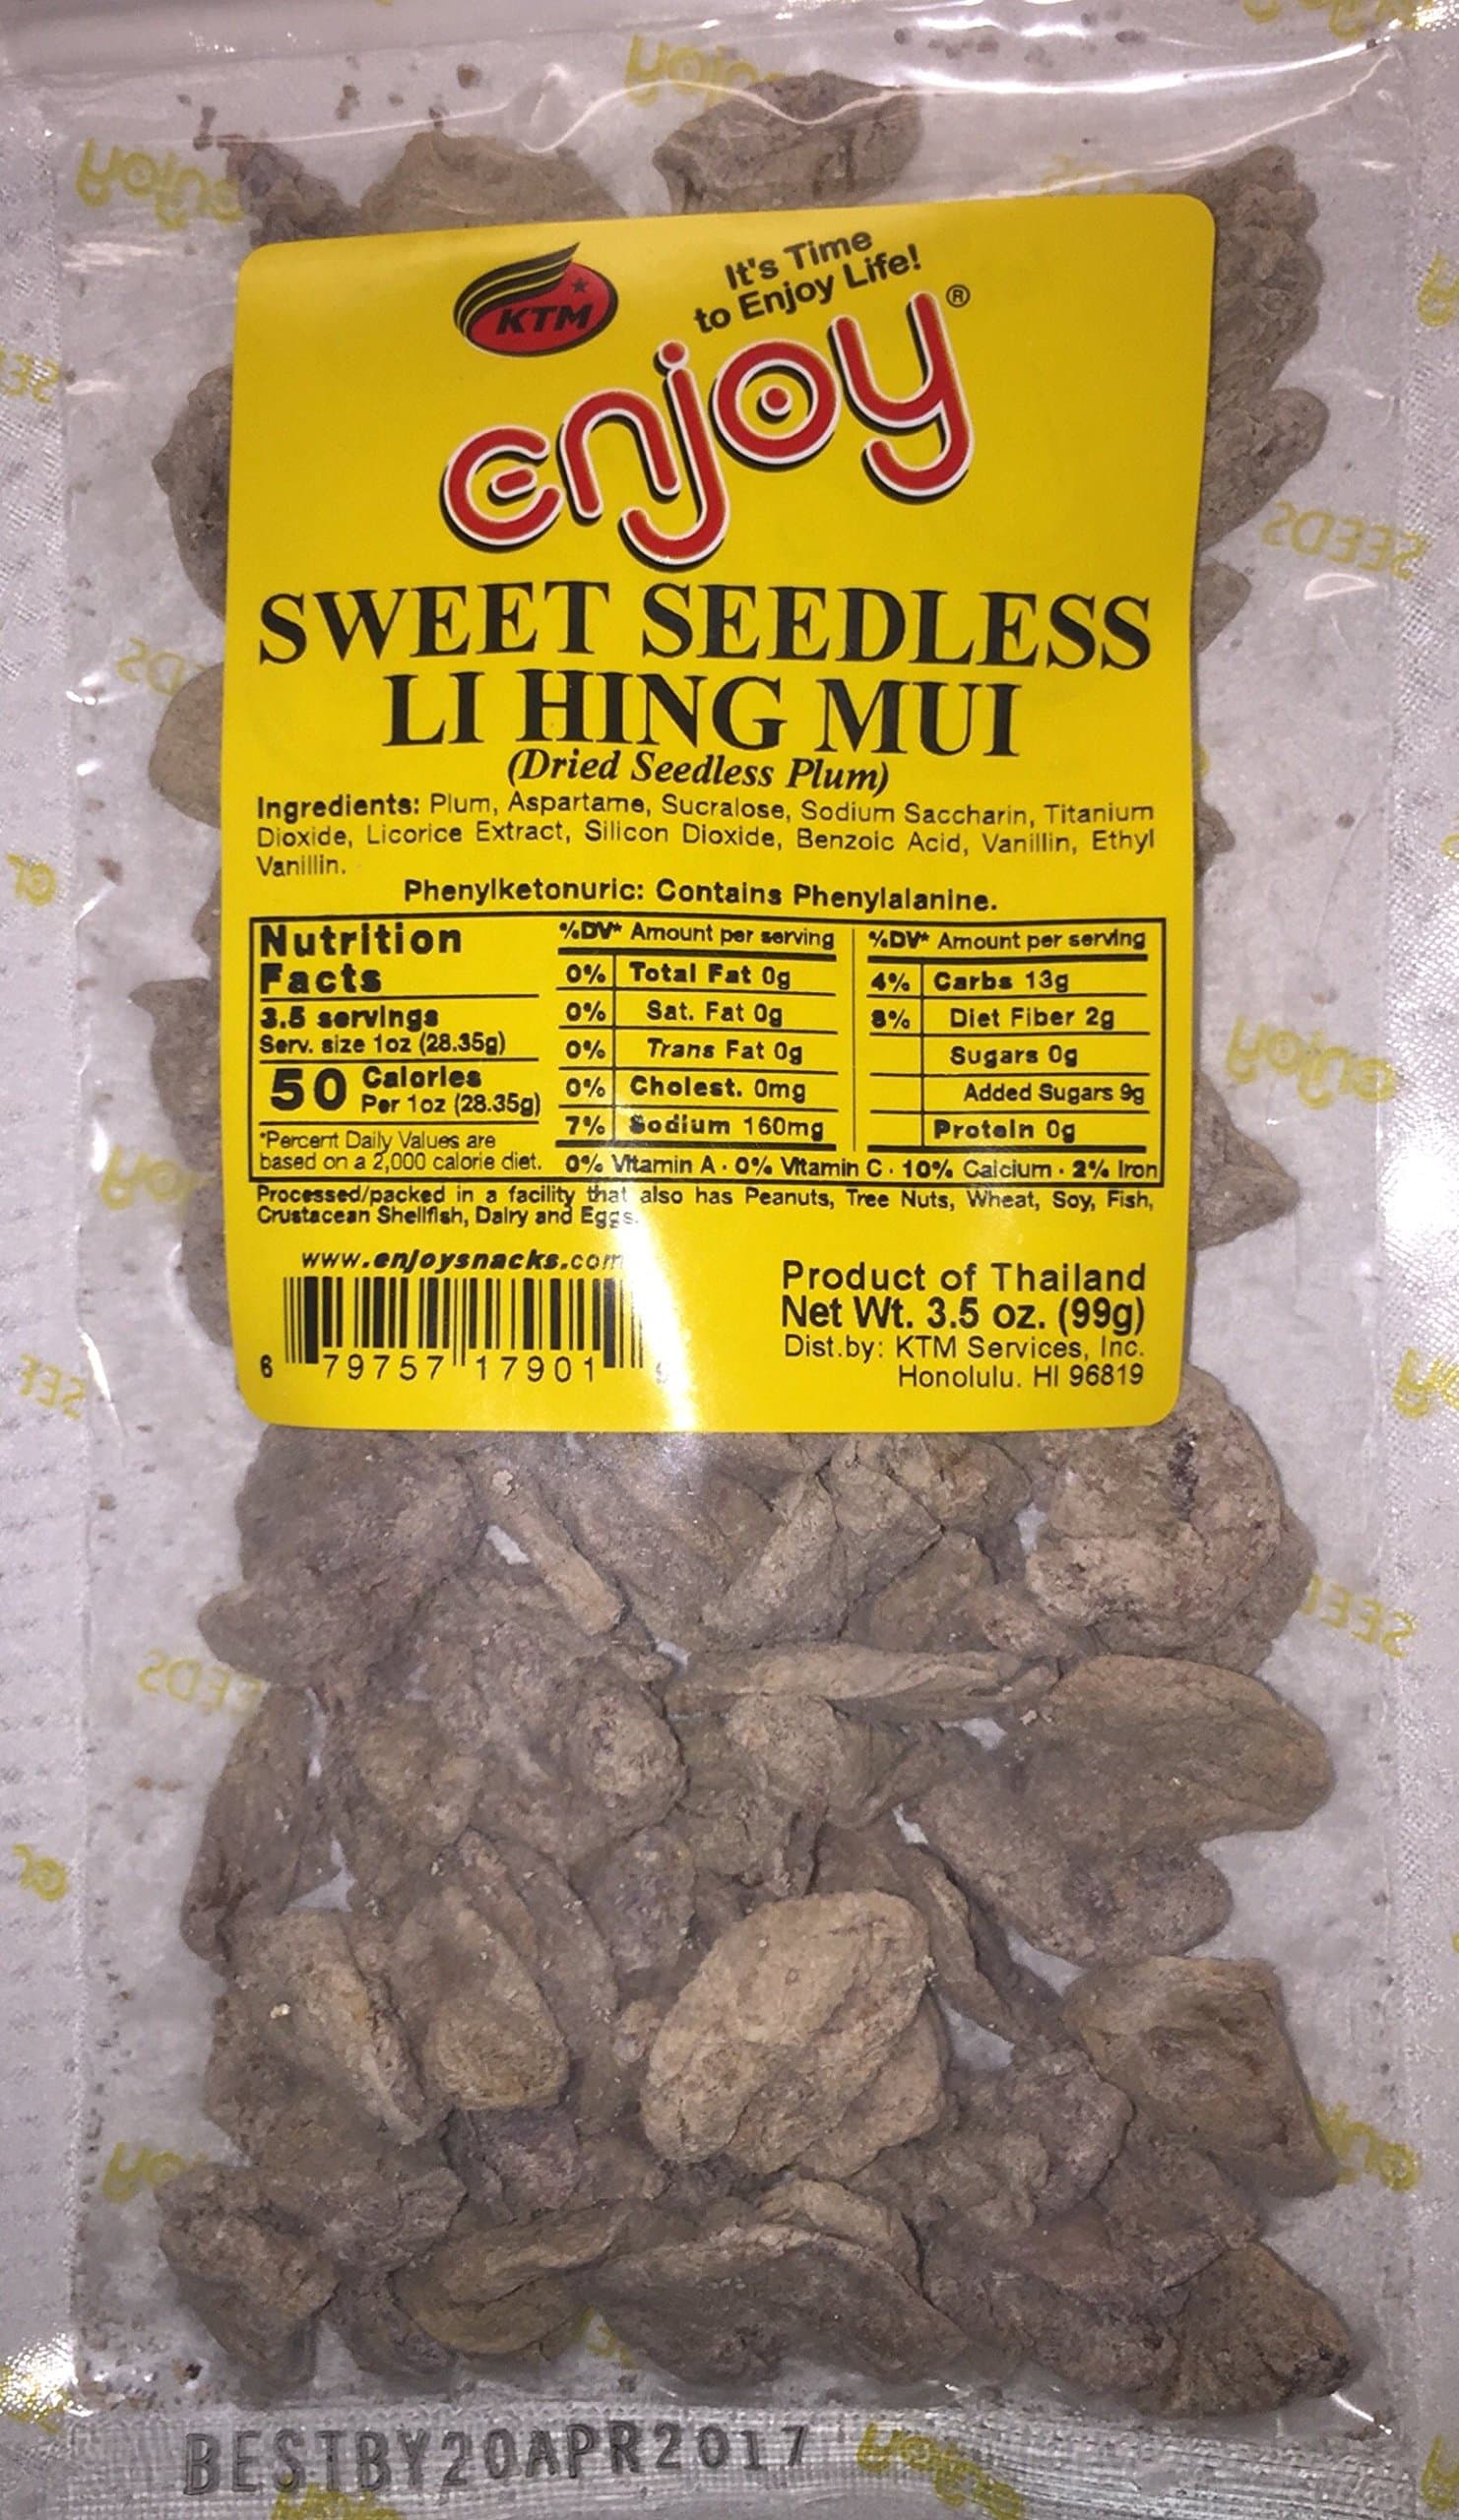 KTM
It's Time
to Enjoy Life!
enjoy®
SWEET SEEDLESS
LI HING MUI
(Dried Seedless Plum)
Ingredients: Plum, Aspartame, Sucralose, Sodium Saccharin, Titanium
Dioxide, Licorice Extract, Silicon Dioxide, Benzoic Acid, Vanillin, Ethyl
Vanillin.
Phenylketonuric: Contains Phenylalanine.
Nutrition
Facts
3.5 servings
Serv. size 1oz (28.35g)
50 Calories
Per 1oz (28.35g)
*Percent Daily Values are
based on a 2,000 calorie diet.
%DV* Amount per serving
0% Total Fat 0g
0% Sat. Fat 0g
0% Trans Fat 0g
0% Cholest. 0mg
7% Sodium 160mg
%DV* Amount per serving
4% Carbs 13g
8% Diet Fiber 2g
Sugars 0g
Added Sugars 9g
Protein 0g
0% Vitamin A · 0% Vitamin C · 10% Calcium · 2% Iron
Processed/packed in a facility that also has Peanuts, Tree Nuts, Wheat, Soy, Fish,
Crustacean Shellfish, Dairy and Eggs.
www.enjoysnacks.com
6 79757 17901
Product of Thailand
Net Wt. 3.5 oz. (99g)
Dist.by: KTM Services, Inc.
Honolulu. HI 96819
BESTBY20APR2017